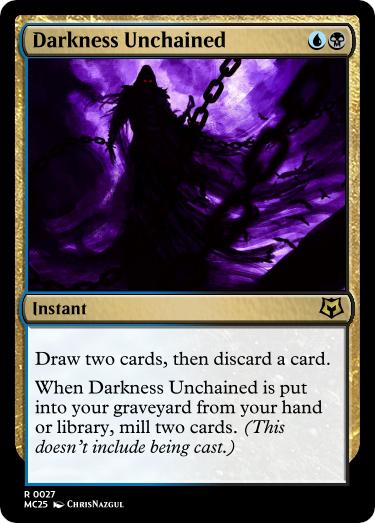 Darkness Unchained
Instant
Draw two cards, then discard a card.
When Darkness Unchained is put
into your graveyard from your hand
or library, mill two cards. (This
doesn't include being cast.)
R 0027
MC25 ChrisNazgul